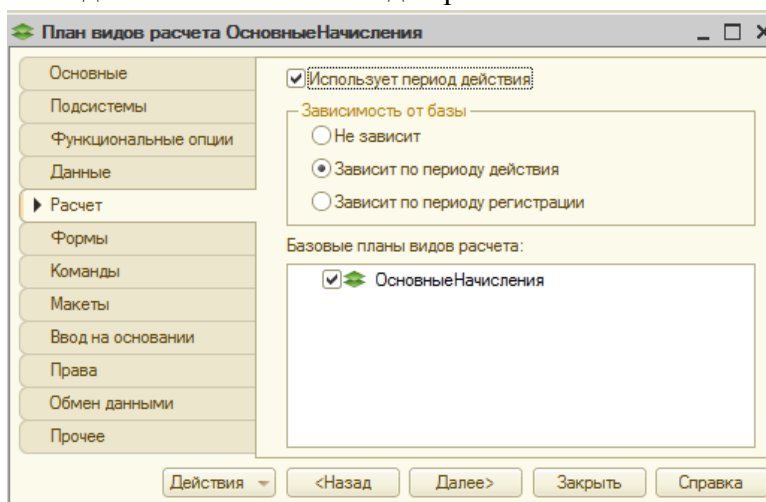 План видов расчета ОсновныеНачисления
Основные
Подсистемы
Функциональные опции
Данные
Расчет
Формы
Команды
Макеты
Ввод на основании
Права
Обмен данными
Прочее
Использует период действия
Зависимость от базы
Не зависит
Зависит по периоду действия
Зависит по периоду регистрации
Базовые планы видов расчета:
ОсновныеНачисления
Действия
<Назад
Далее>
Закрыть
Справка